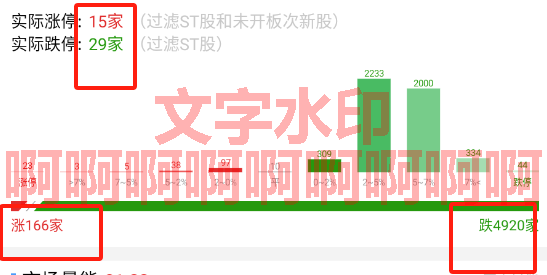 实际涨停: 15家 (过滤ST股和未开板次新股)
实际跌停: 29家 (过滤ST股)
文字水印
啊啊啊啊啊啊啊啊啊
23 3 5 38 97 10 309 2233 2000 334 44
涨停 >7% 7~5% 5~2% 2~0% 平 0~2% 2~5% 5~7% 7%< 跌停
涨166家 跌4920家